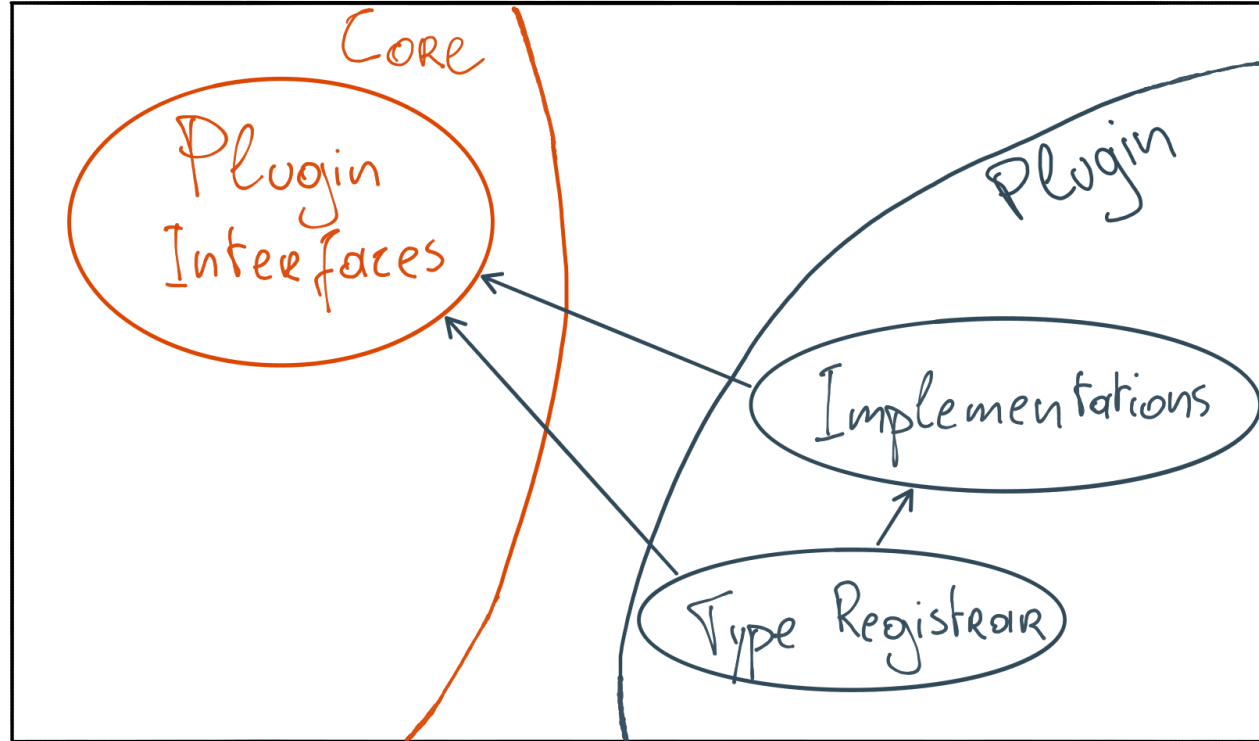 Core
Plugin
Interfaces
Plugin
Implementations
Type Registrar